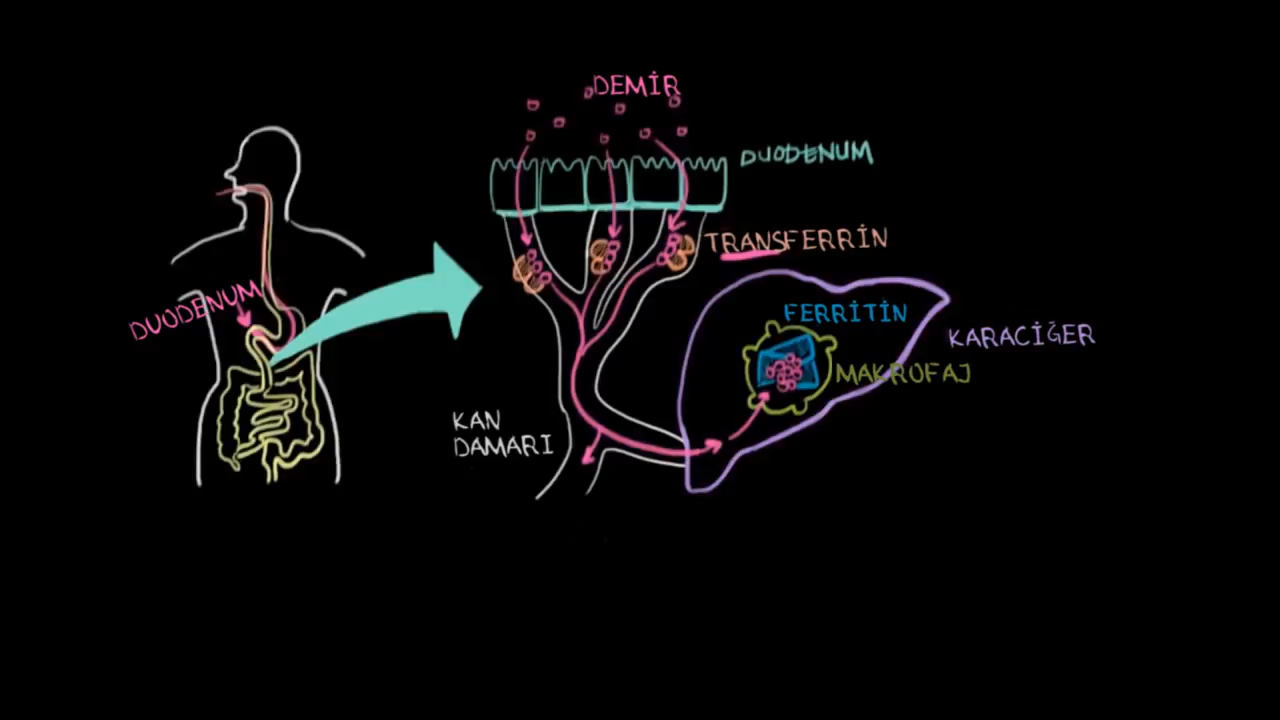 DEMİR
DUODENUM
TRANSFERRİN
DUODENUM
FERRİTİN
KARACİĞER
MAKROFAJ
KAN
DAMARI